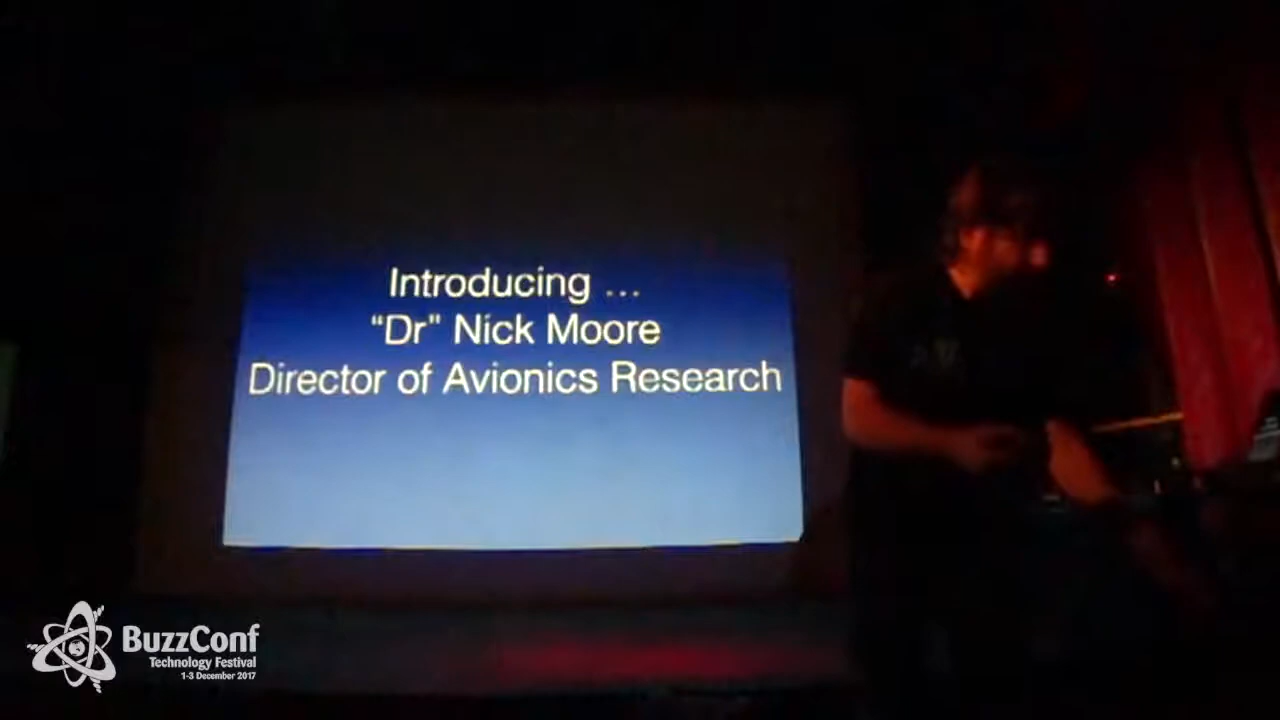 Introducing ...
“Dr” Nick Moore
Director of Avionics Research
BuzzConf
Technology Festival
1-3 December 2017